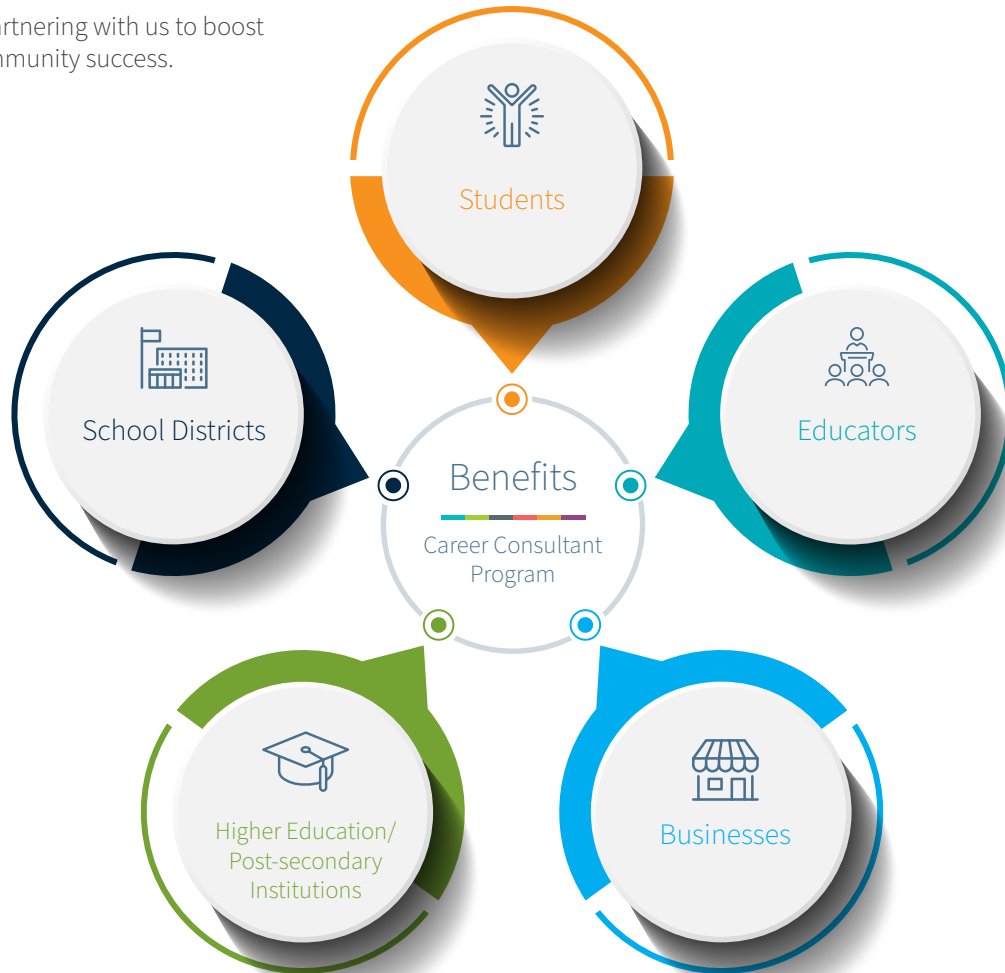 artnering with us to boost
mmunity success.
Students
School Districts
Educators
Benefits
Career Consultant
Program
Higher Education/
Post-secondary
Institutions
Businesses